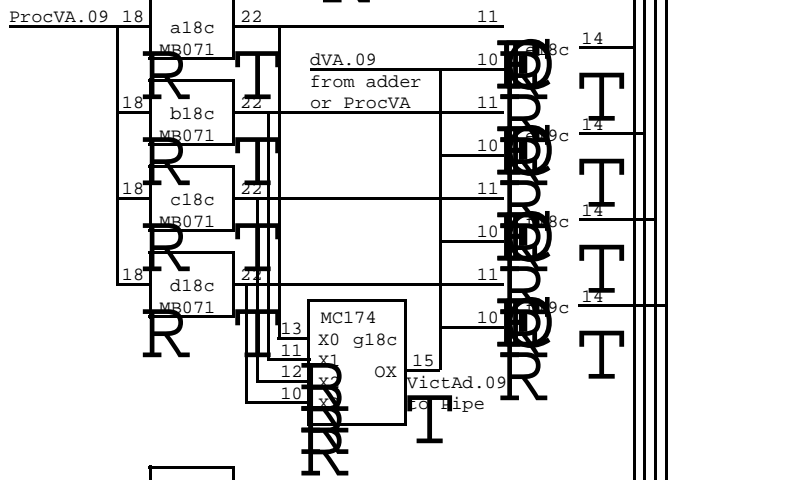 ProcVA.09 18 22 11
a18c
MB071
R T
dVA.09 10 14
from adder
or ProcVA
R T
18 22 11
b18c
MB071
R T
10 14
R T
18 22 11
c18c
MB071
R T
10 14
R T
18 22 11
d18c
MB071
R T
10 14
R T
MC174
13 X0 g18c
11 X1
12 X2
10
OX 15
VictAd.09
to Pipe
R T
R
R
R